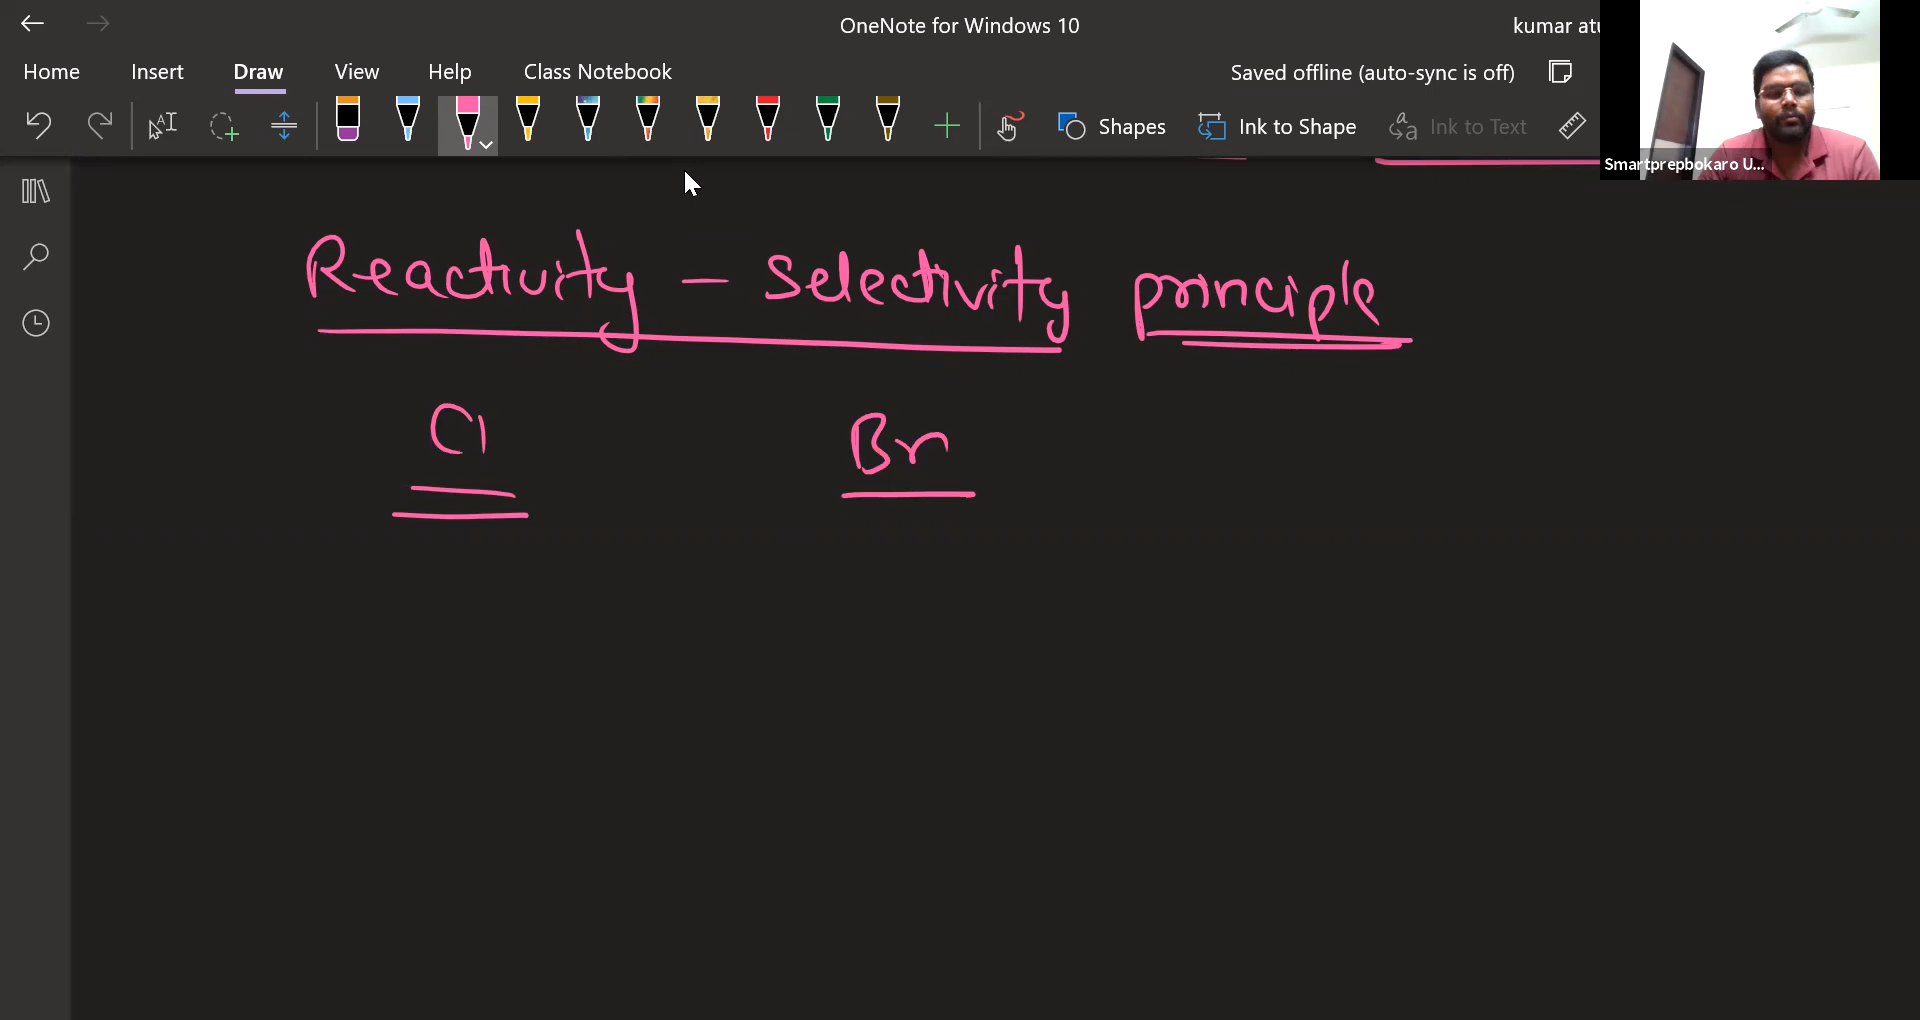 OneNote for Windows 10
kumar atu
Home Insert Draw View Help Class Notebook
Saved offline (auto-sync is off)
Shapes Ink to Shape Ink to Text
Smartprepbokaro U...
Reactivity - Selectivity principle
Cl Br